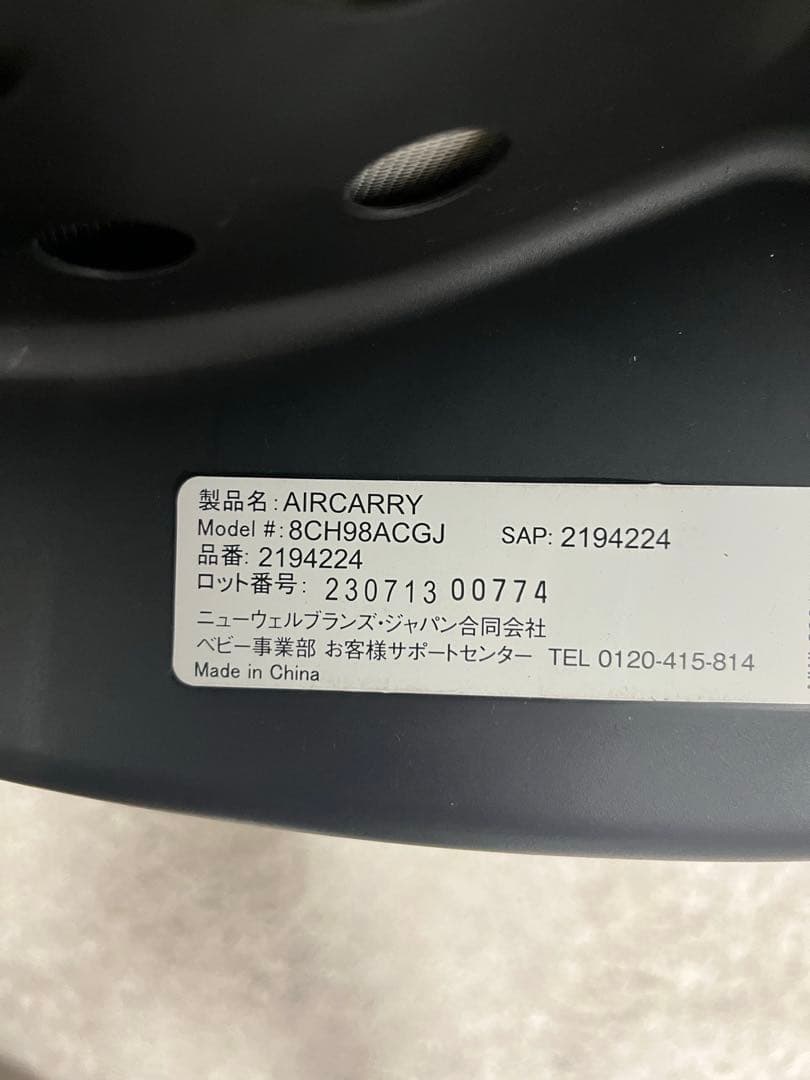 製品名:AIRCARRY
Model #:8CH98ACGJ SAP: 2194224
品番: 2194224
ロット番号: 230713 00774
ニューウェルブランズ・ジャパン合同会社
ベビー事業部 お客様サポートセンター TEL 0120-415-814
Made in China